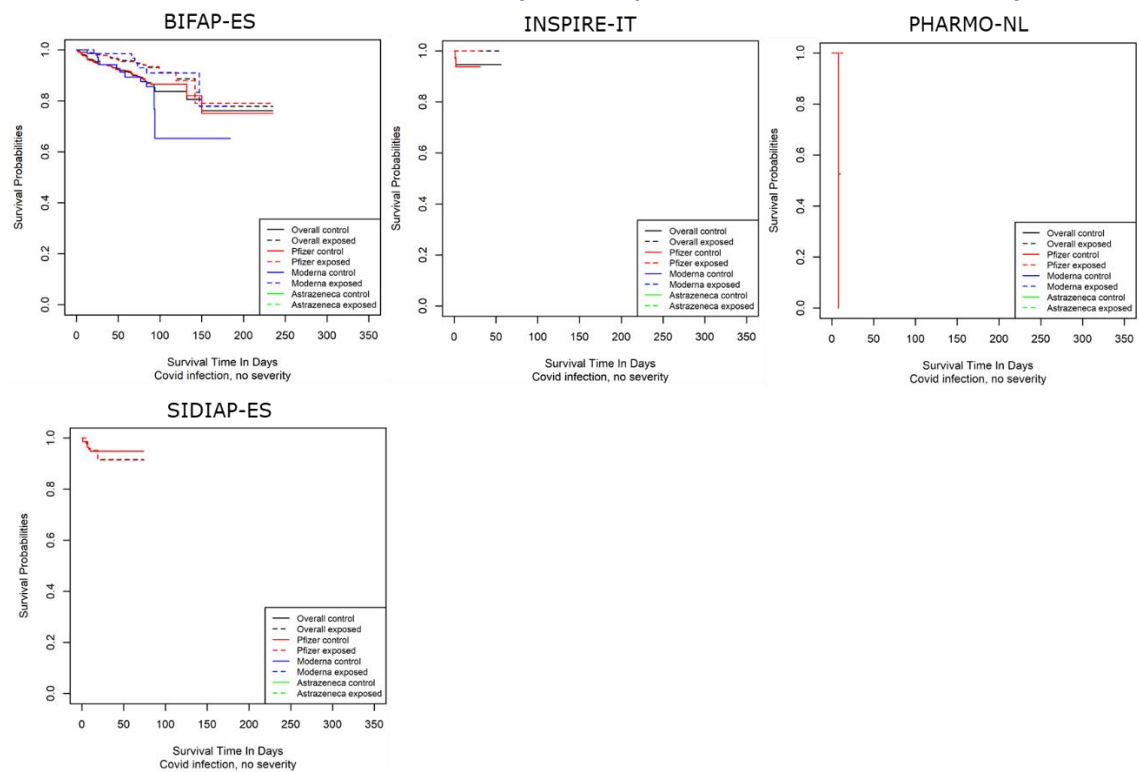 BIFAP-ES
INSPIRE-IT
PHARMO-NL
Survival Probabilities
1.0
0.8
0.6
0.4
0.2
0.0
Overall control
Overall exposed
Pfizer control
Pfizer exposed
Moderna control
Moderna exposed
Astrazeneca control
Astrazeneca exposed
0 50 100 150 200 250 300 350
Survival Time In Days
Covid infection, no severity
Survival Probabilities
1.0
0.8
0.6
0.4
0.2
0.0
Overall control
Overall exposed
Pfizer control
Pfizer exposed
Moderna control
Moderna exposed
Astrazeneca control
Astrazeneca exposed
0 50 100 150 200 250 300 350
Survival Time In Days
Covid infection, no severity
Survival Probabilities
1.0
0.8
0.6
0.4
0.2
0.0
Overall control
Overall exposed
Pfizer control
Pfizer exposed
Moderna control
Moderna exposed
Astrazeneca control
Astrazeneca exposed
0 50 100 150 200 250 300 350
Survival Time In Days
Covid infection, no severity
SIDIAP-ES
Survival Probabilities
1.0
0.8
0.6
0.4
0.2
0.0
Overall control
Overall exposed
Pfizer control
Pfizer exposed
Moderna control
Moderna exposed
Astrazeneca control
Astrazeneca exposed
0 50 100 150 200 250 300 350
Survival Time In Days
Covid infection, no severity